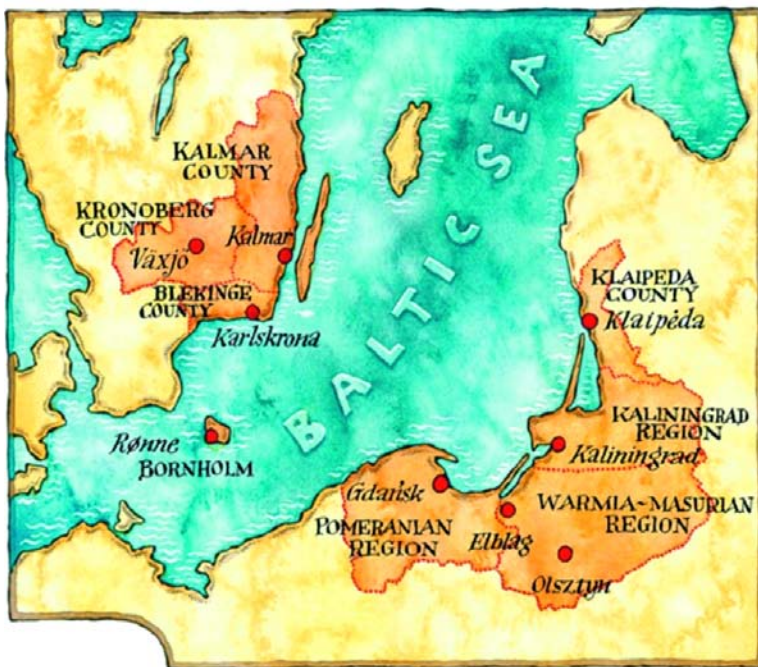 BALTIC SEA
KALMAR
COUNTY
KRONOBERG
COUNTY
Kalmar
Växjö
BLEKINGE
COUNTY
Karlskrona
KLAIPEDA
COUNTY
Klaipėda
Rønne
BORNHOLM
KALININGRAD
REGION
Kaliningrad
Gdańsk
POMERANIAN
REGION
Elbląg
WARMIA-MASURIAN
REGION
Olsztyn